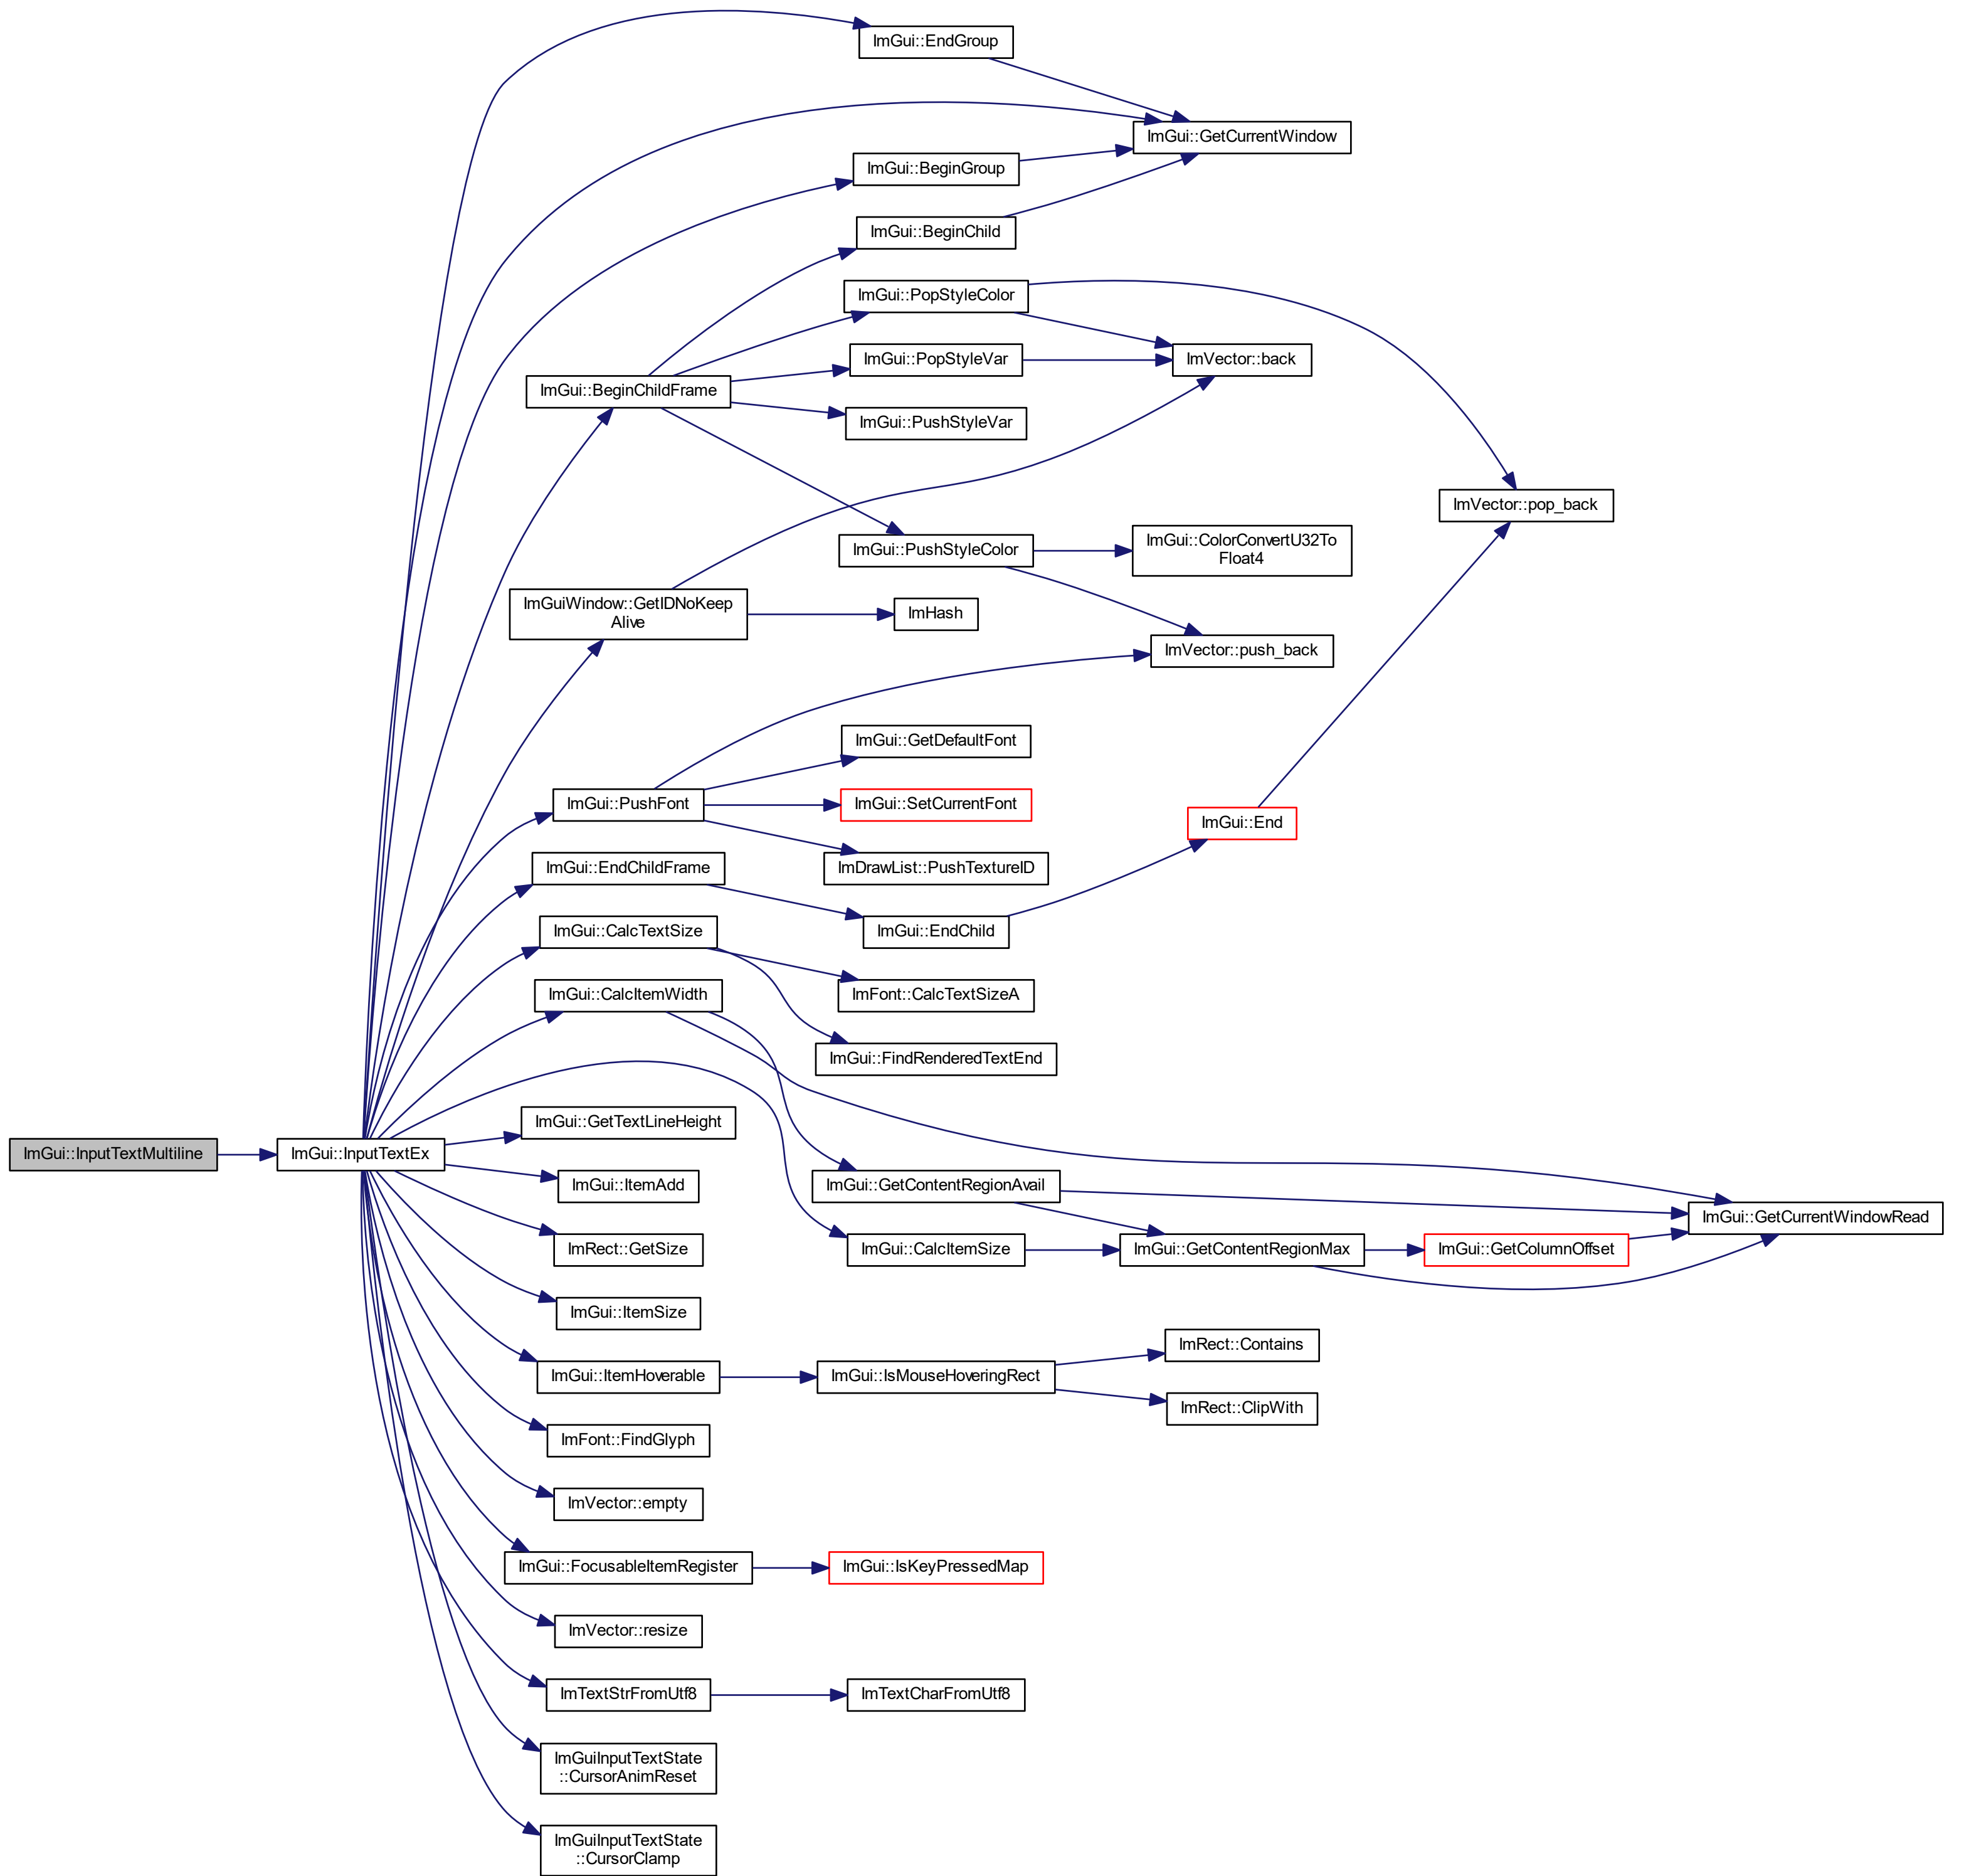 ImGui::EndGroup
ImGui::GetCurrentWindow
ImGui::BeginGroup
ImGui::BeginChild
ImGui::PopStyleColor
ImGui::PopStyleVar
ImVector::back
ImGui::BeginChildFrame
ImGui::PushStyleVar
ImVector::pop_back
ImGui::PushStyleColor
ImGui::ColorConvertU32To
Float4
ImGuiWindow::GetIDNoKeep
Alive
ImHash
ImVector::push_back
ImGui::GetDefaultFont
ImGui::PushFont
ImGui::SetCurrentFont
ImGui::End
ImDrawList::PushTextureID
ImGui::EndChildFrame
ImGui::EndChild
ImGui::CalcTextSize
ImFont::CalcTextSizeA
ImGui::CalcItemWidth
ImGui::FindRenderedTextEnd
ImGui::GetTextLineHeight
ImGui::InputTextMultiline
ImGui::InputTextEx
ImGui::ItemAdd
ImGui::GetContentRegionAvail
ImGui::GetCurrentWindowRead
ImRect::GetSize
ImGui::CalcItemSize
ImGui::GetContentRegionMax
ImGui::GetColumnOffset
ImGui::ItemSize
ImRect::Contains
ImGui::ItemHoverable
ImGui::IsMouseHoveringRect
ImRect::ClipWith
ImFont::FindGlyph
ImVector::empty
ImGui::FocusableItemRegister
ImGui::IsKeyPressedMap
ImVector::resize
ImTextStrFromUtf8
ImTextCharFromUtf8
ImGuiInputTextState
::CursorAnimReset
ImGuiInputTextState
::CursorClamp